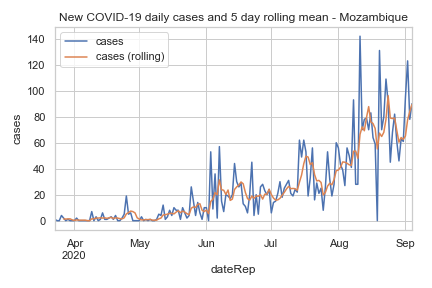 New COVID-19 daily cases and 5 day rolling mean - Mozambique
cases
cases (rolling)
140
120
100
80
60
40
20
0
cases
Apr
2020
May
Jun
Jul
Aug
Sep
dateRep